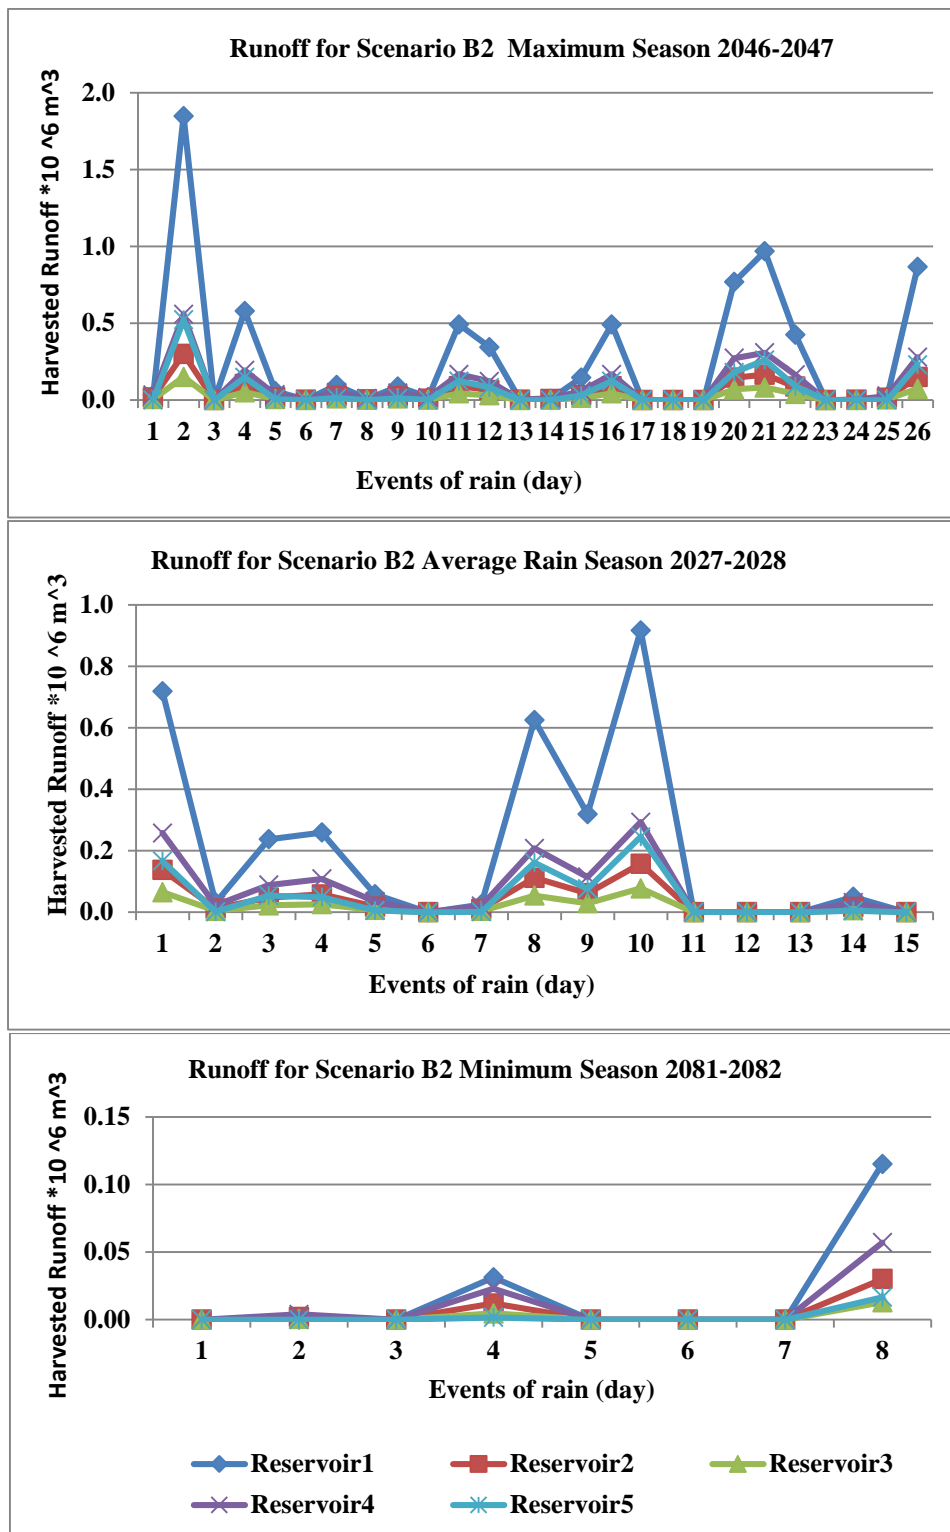 Runoff for Scenario B2 Maximum Season 2046-2047
Harvested Runoff *10 ^6 m^3
2.0
1.5
1.0
0.5
0.0
1 2 3 4 5 6 7 8 9 10 11 12 13 14 15 16 17 18 19 20 21 22 23 24 25 26
Events of rain (day)
Runoff for Scenario B2 Average Rain Season 2027-2028
Harvested Runoff *10 ^6 m^3
1.0
0.8
0.6
0.4
0.2
0.0
1 2 3 4 5 6 7 8 9 10 11 12 13 14 15
Events of rain (day)
Runoff for Scenario B2 Minimum Season 2081-2082
Harvested Runoff *10 ^6 m^3
0.15
0.10
0.05
0.00
1 2 3 4 5 6 7 8
Events of rain (day)
Reservoir1 Reservoir2 Reservoir3
Reservoir4 Reservoir5